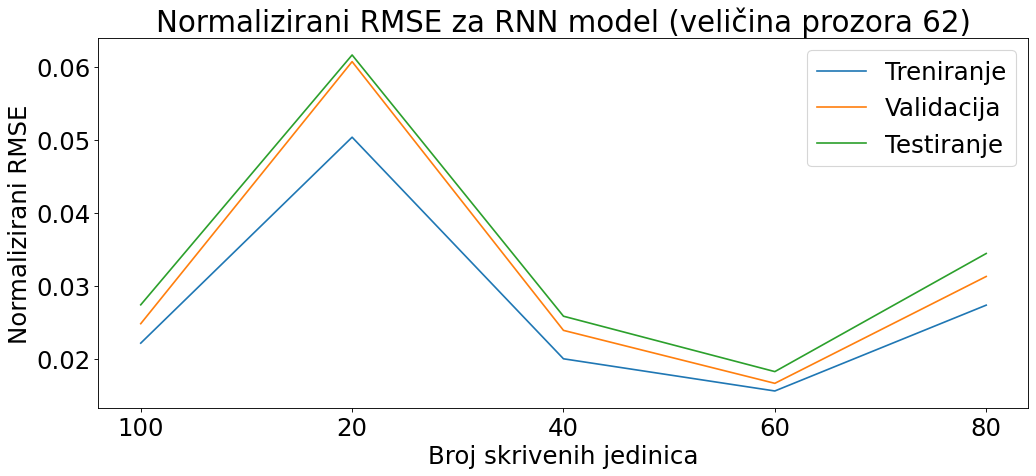 Normalizirani RMSE za RNN model (veličina prozora 62)
Normalizirani RMSE
0.06
0.05
0.04
0.03
0.02
Treniranje
Validacija
Testiranje
100 20 40 60 80
Broj skrivenih jedinica